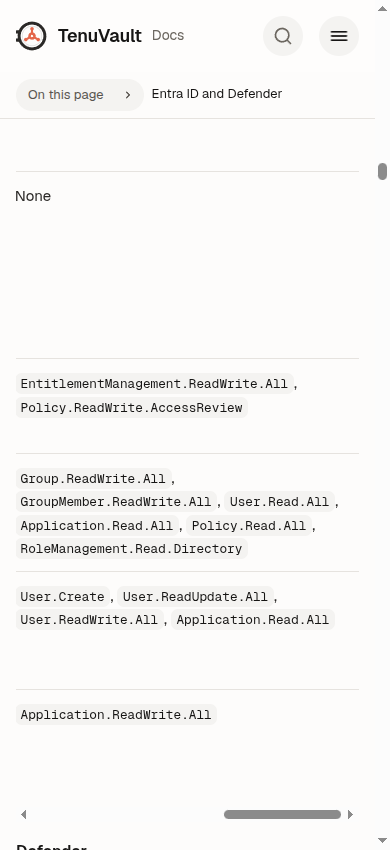 TenuVault Docs
On this page
Entra ID and Defender
None
EntitlementManagement.ReadWrite.All ,
Policy.ReadWrite.AccessReview
Group.ReadWrite.All ,
GroupMember.ReadWrite.All , User.Read.All ,
Application.Read.All , Policy.Read.All ,
RoleManagement.Read.Directory
User.Create , User.ReadUpdate.All ,
User.ReadWrite.All , Application.Read.All
Application.ReadWrite.All
Defender